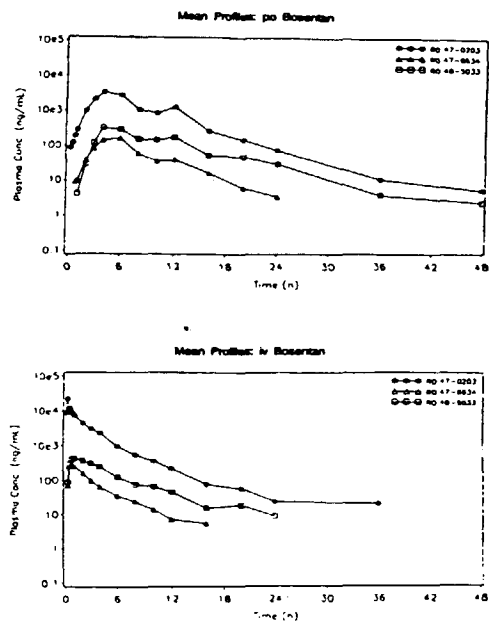 Mean Profiles: po Bosentan
10e5
10e4
10e3
100
10
1
0.1
Plasma Conc (ng/mL)
RO 47-0203
RO 47-8634
RO 48-5033
0 6 12 18 24 30 36 42 48
Time (h)
Mean Profiles: iv Bosentan
10e5
10e4
10e3
100
10
1
0.1
Plasma Conc (ng/mL)
RO 47-0203
RO 47-8634
RO 48-5033
0 6 12 18 24 30 36 42 48
Time (h)